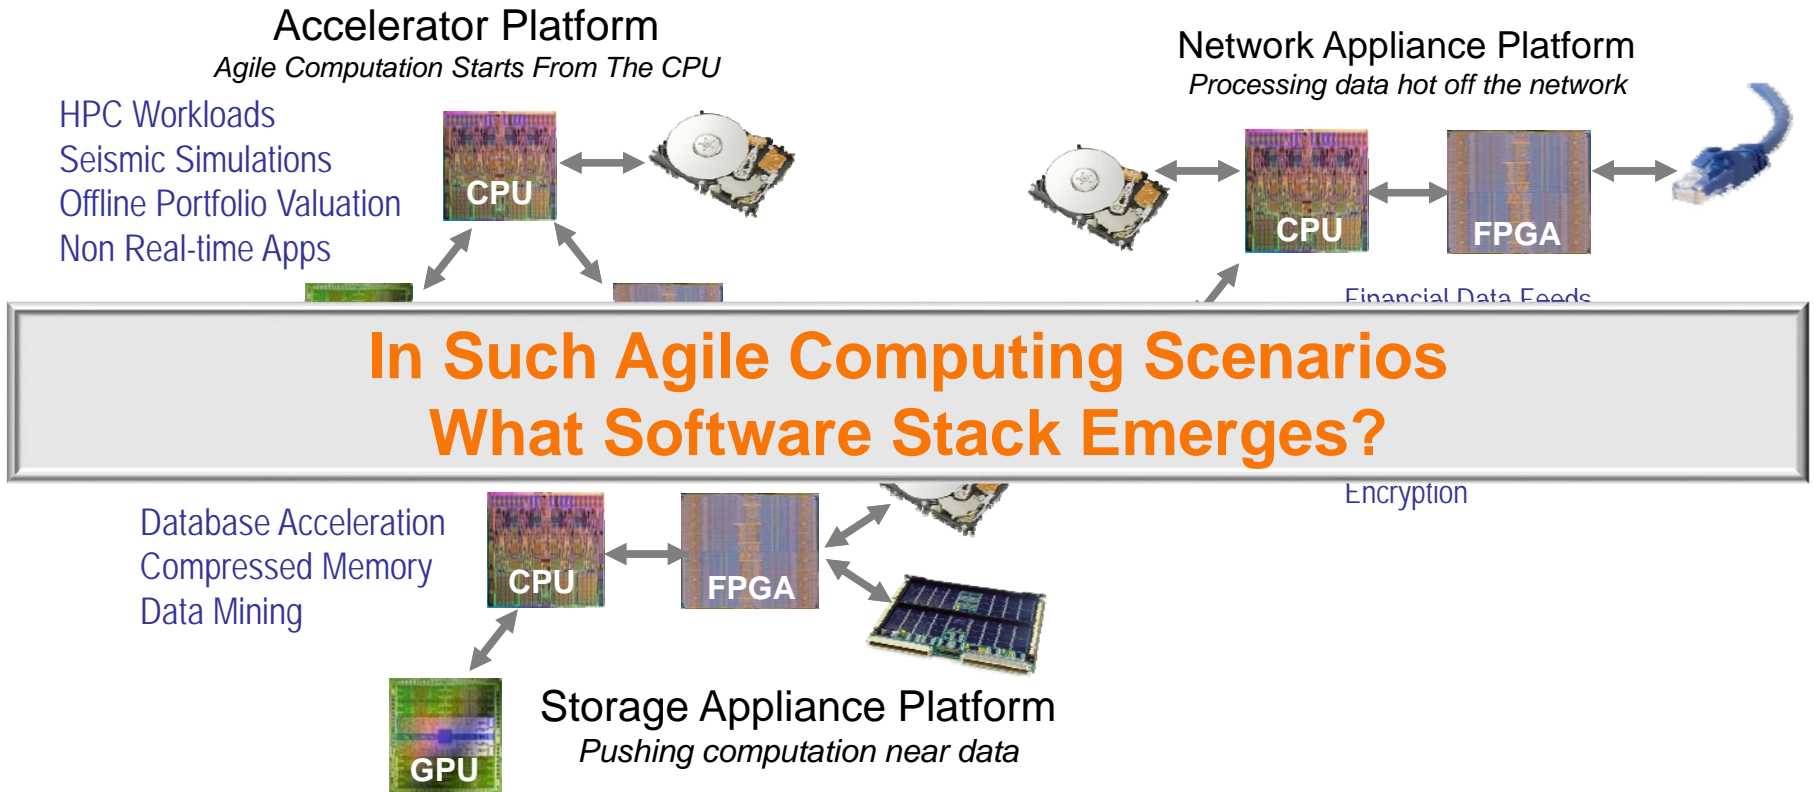 Accelerator Platform
Agile Computation Starts From The CPU
HPC Workloads
Seismic Simulations
Offline Portfolio Valuation
Non Real-time Apps
CPU
Network Appliance Platform
Processing data hot off the network
CPU
FPGA
Financial Data Feeds
In Such Agile Computing Scenarios
What Software Stack Emerges?
Encryption
Database Acceleration
Compressed Memory
Data Mining
CPU
FPGA
GPU
Storage Appliance Platform
Pushing computation near data